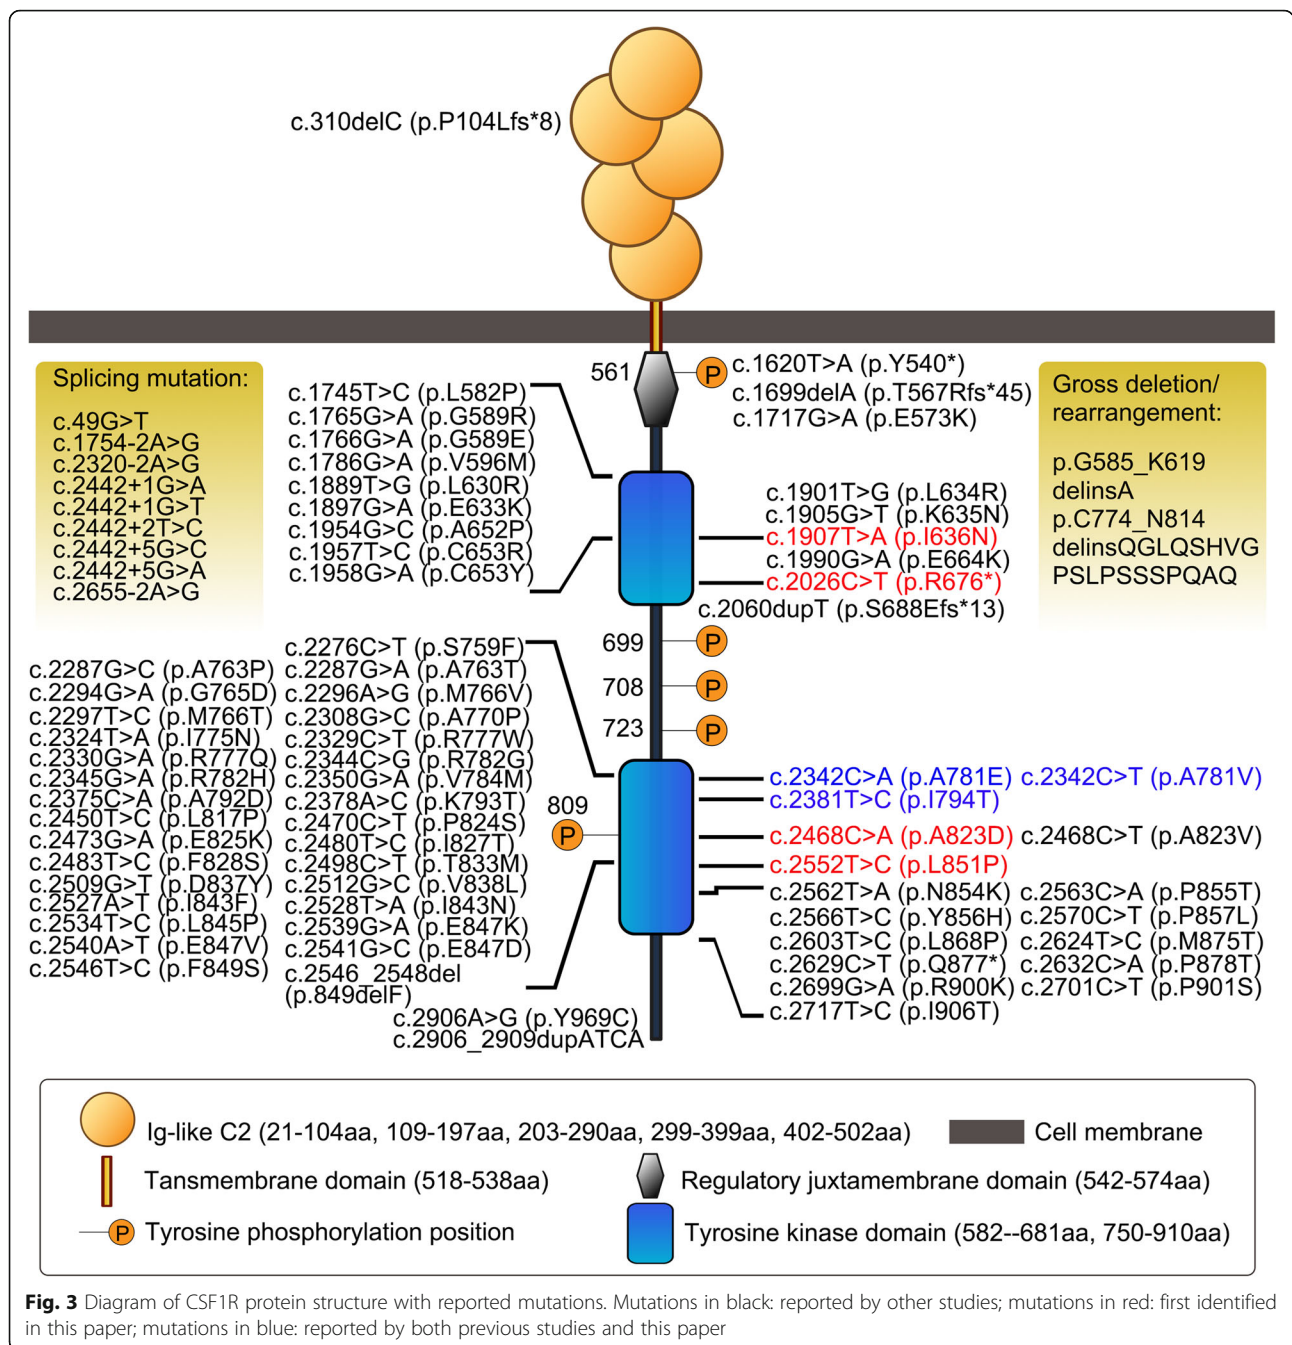 c.310delC (p.P104Lfs*8)
561
P
c.1620T>A (p.Y540*)
c.1699delA (p.T567Rfs*45)
c.1717G>A (p.E573K)
Splicing mutation:
c.49G>T
c.1754-2A>G
c.2320-2A>G
c.2442+1G>A
c.2442+1G>T
c.2442+2T>C
c.2442+5G>C
c.2442+5G>A
c.2655-2A>G
c.1745T>C (p.L582P)
c.1765G>A (p.G589R)
c.1766G>A (p.G589E)
c.1786G>A (p.V596M)
c.1889T>G (p.L630R)
c.1897G>A (p.E633K)
c.1954G>C (p.A652P)
c.1957T>C (p.C653R)
c.1958G>A (p.C653Y)
Gross deletion/
rearrangement:
p.G585_K619
delinsA
p.C774_N814
delinsQGLQSHVG
PSLPSSSPQAQ
c.1901T>G (p.L634R)
c.1905G>T (p.K635N)
c.1907T>A (p.I636N)
c.1990G>A (p.E664K)
c.2026C>T (p.R676*)
c.2060dupT (p.S688Efs*13)
699
P
708
P
723
P
c.2287G>C (p.A763P)
c.2294G>A (p.G765D)
c.2297T>C (p.M766T)
c.2324T>A (p.I775N)
c.2330G>A (p.R777Q)
c.2345G>A (p.R782H)
c.2375C>A (p.A792D)
c.2450T>C (p.L817P)
c.2473G>A (p.E825K)
c.2483T>C (p.F828S)
c.2509G>T (p.D837Y)
c.2527A>T (p.I843F)
c.2534T>C (p.L845P)
c.2540A>T (p.E847V)
c.2546T>C (p.F849S)
c.2276C>T (p.S759F)
c.2287G>A (p.A763T)
c.2296A>G (p.M766V)
c.2308G>C (p.A770P)
c.2329C>T (p.R777W)
c.2344C>G (p.R782G)
c.2350G>A (p.V784M)
c.2378A>C (p.K793T)
c.2470C>T (p.P824S)
c.2480T>C (p.I827T)
c.2498C>T (p.T833M)
c.2512G>C (p.V838L)
c.2528T>A (p.I843N)
c.2539G>A (p.E847K)
c.2541G>C (p.E847D)
c.2546_2548del
(p.849delF)
809
P
c.2342C>A (p.A781E) c.2342C>T (p.A781V)
c.2381T>C (p.I794T)
c.2468C>A (p.A823D) c.2468C>T (p.A823V)
c.2552T>C (p.L851P)
c.2562T>A (p.N854K) c.2563C>A (p.P855T)
c.2566T>C (p.Y856H) c.2570C>T (p.P857L)
c.2603T>C (p.L868P) c.2624T>C (p.M875T)
c.2629C>T (p.Q877*) c.2632C>A (p.P878T)
c.2699G>A (p.R900K) c.2701C>T (p.P901S)
c.2717T>C (p.I906T)
c.2906A>G (p.Y969C)
c.2906_2909dupATCA
Ig-like C2 (21-104aa, 109-197aa, 203-290aa, 299-399aa, 402-502aa)
Cell membrane
Tansmembrane domain (518-538aa)
Regulatory juxtamembrane domain (542-574aa)
P
Tyrosine phosphorylation position
Tyrosine kinase domain (582--681aa, 750-910aa)
Fig. 3 Diagram of CSF1R protein structure with reported mutations. Mutations in black: reported by other studies; mutations in red: first identified
in this paper; mutations in blue: reported by both previous studies and this paper